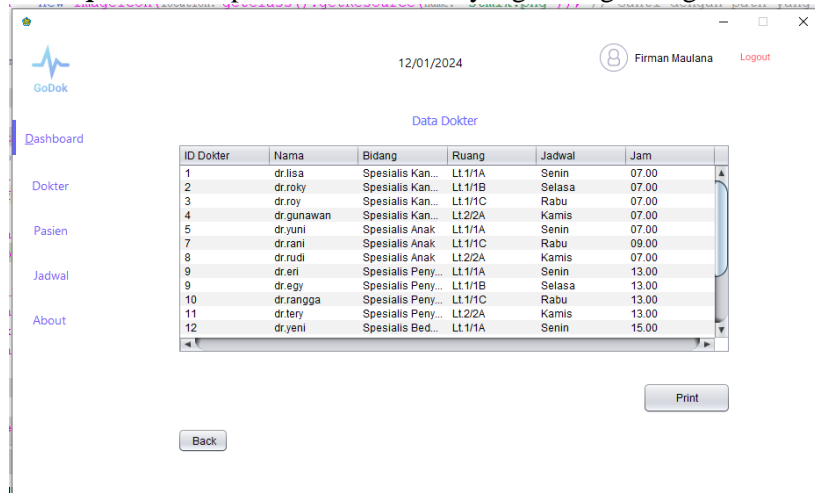 12/01/2024
Firman Maulana
Logout
GoDok
Data Dokter
Dashboard
Dokter
Pasien
Jadwal
About
ID Dokter Nama Bidang Ruang Jadwal Jam
1 dr.lisa Spesialis Kan... Lt.1/1A Senin 07.00
2 dr.roky Spesialis Kan... Lt.1/1B Selasa 07.00
3 dr.roy Spesialis Kan... Lt.1/1C Rabu 07.00
4 dr.gunawan Spesialis Kan... Lt.2/2A Kamis 07.00
5 dr.yuni Spesialis Anak Lt.1/1A Senin 07.00
7 dr.rani Spesialis Anak Lt.1/1C Rabu 09.00
8 dr.rudi Spesialis Anak Lt.2/2A Kamis 07.00
9 dr.eri Spesialis Peny... Lt.1/1A Senin 13.00
9 dr.egy Spesialis Peny... Lt.1/1B Selasa 13.00
10 dr.rangga Spesialis Peny... Lt.1/1C Rabu 13.00
11 dr.tery Spesialis Peny... Lt.2/2A Kamis 13.00
12 dr.yeni Spesialis Bed... Lt.1/1A Senin 15.00
Print
Back